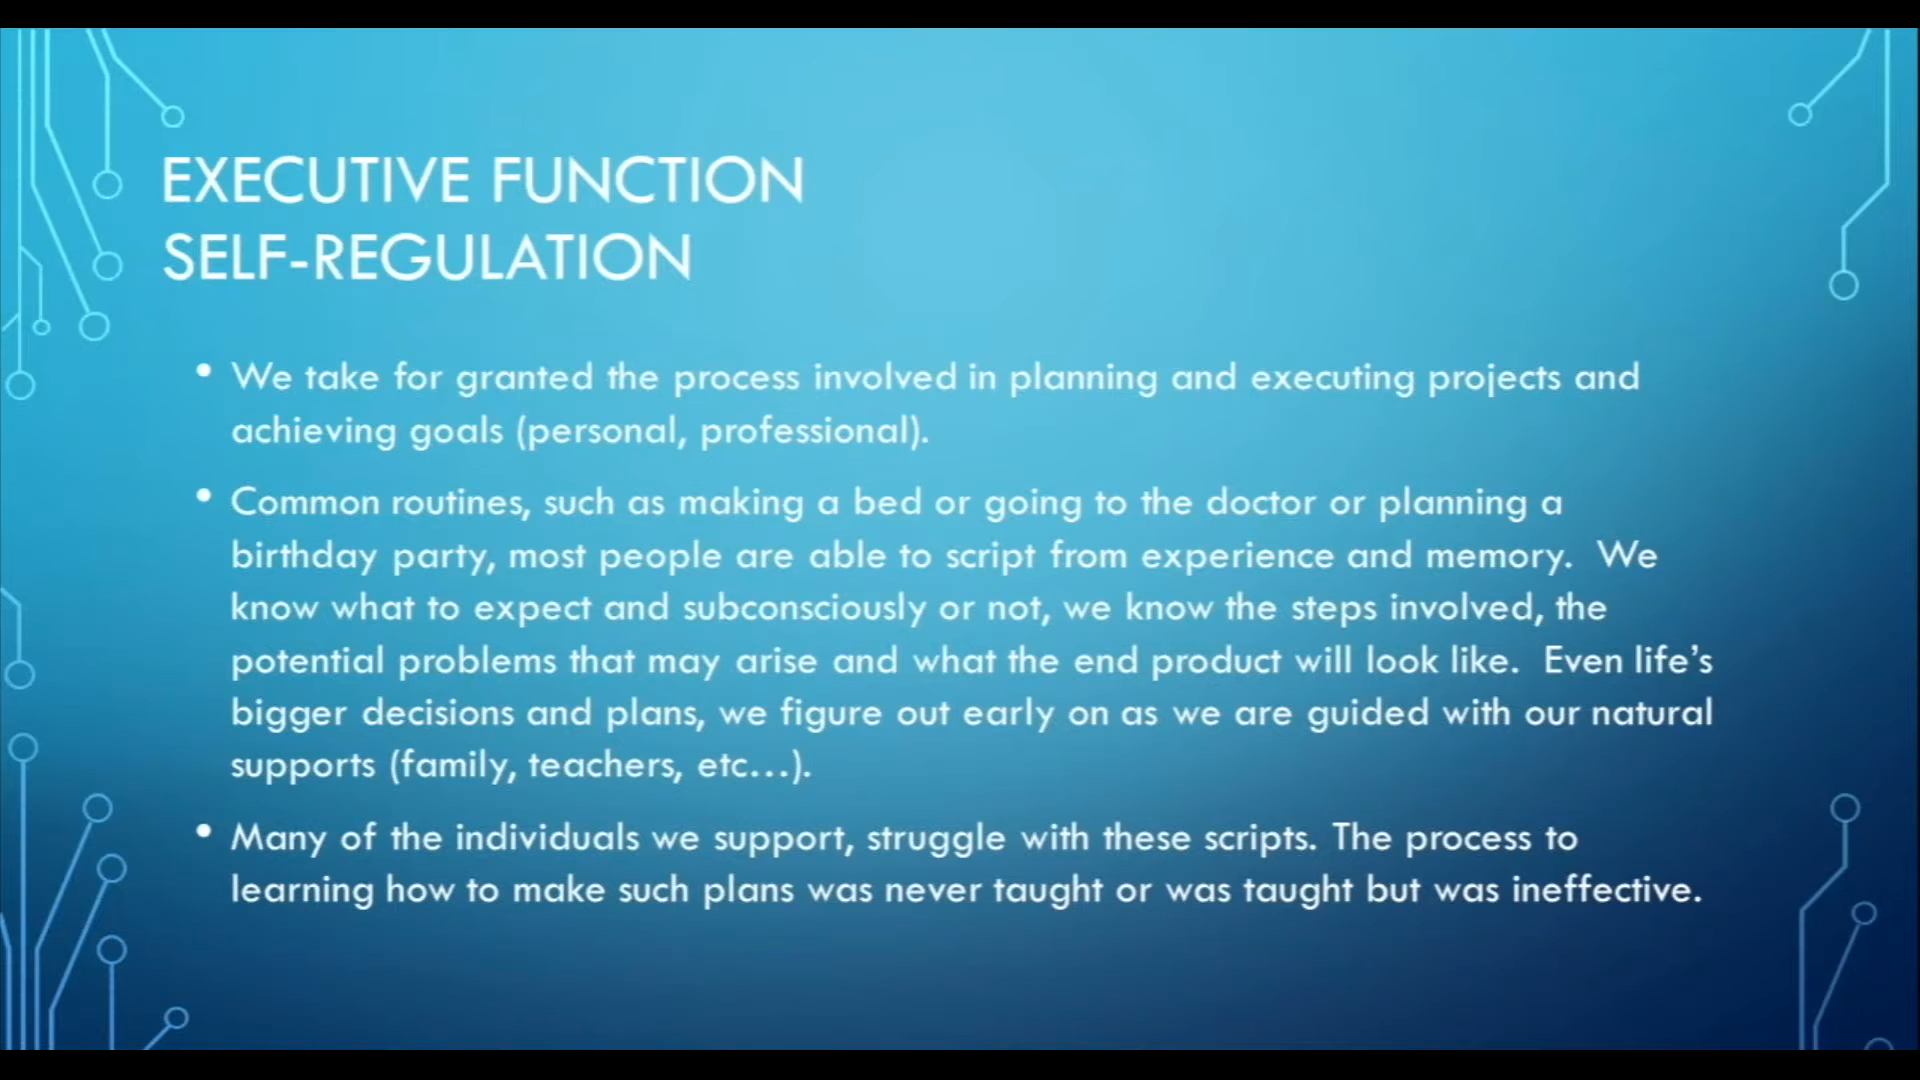 EXECUTIVE FUNCTION
SELF-REGULATION
• We take for granted the process involved in planning and executing projects and
achieving goals (personal, professional).
• Common routines, such as making a bed or going to the doctor or planning a
birthday party, most people are able to script from experience and memory.  We
know what to expect and subconsciously or not, we know the steps involved, the
potential problems that may arise and what the end product will look like.  Even life’s
bigger decisions and plans, we figure out early on as we are guided with our natural
supports (family, teachers, etc…).
• Many of the individuals we support, struggle with these scripts. The process to
learning how to make such plans was never taught or was taught but was ineffective.